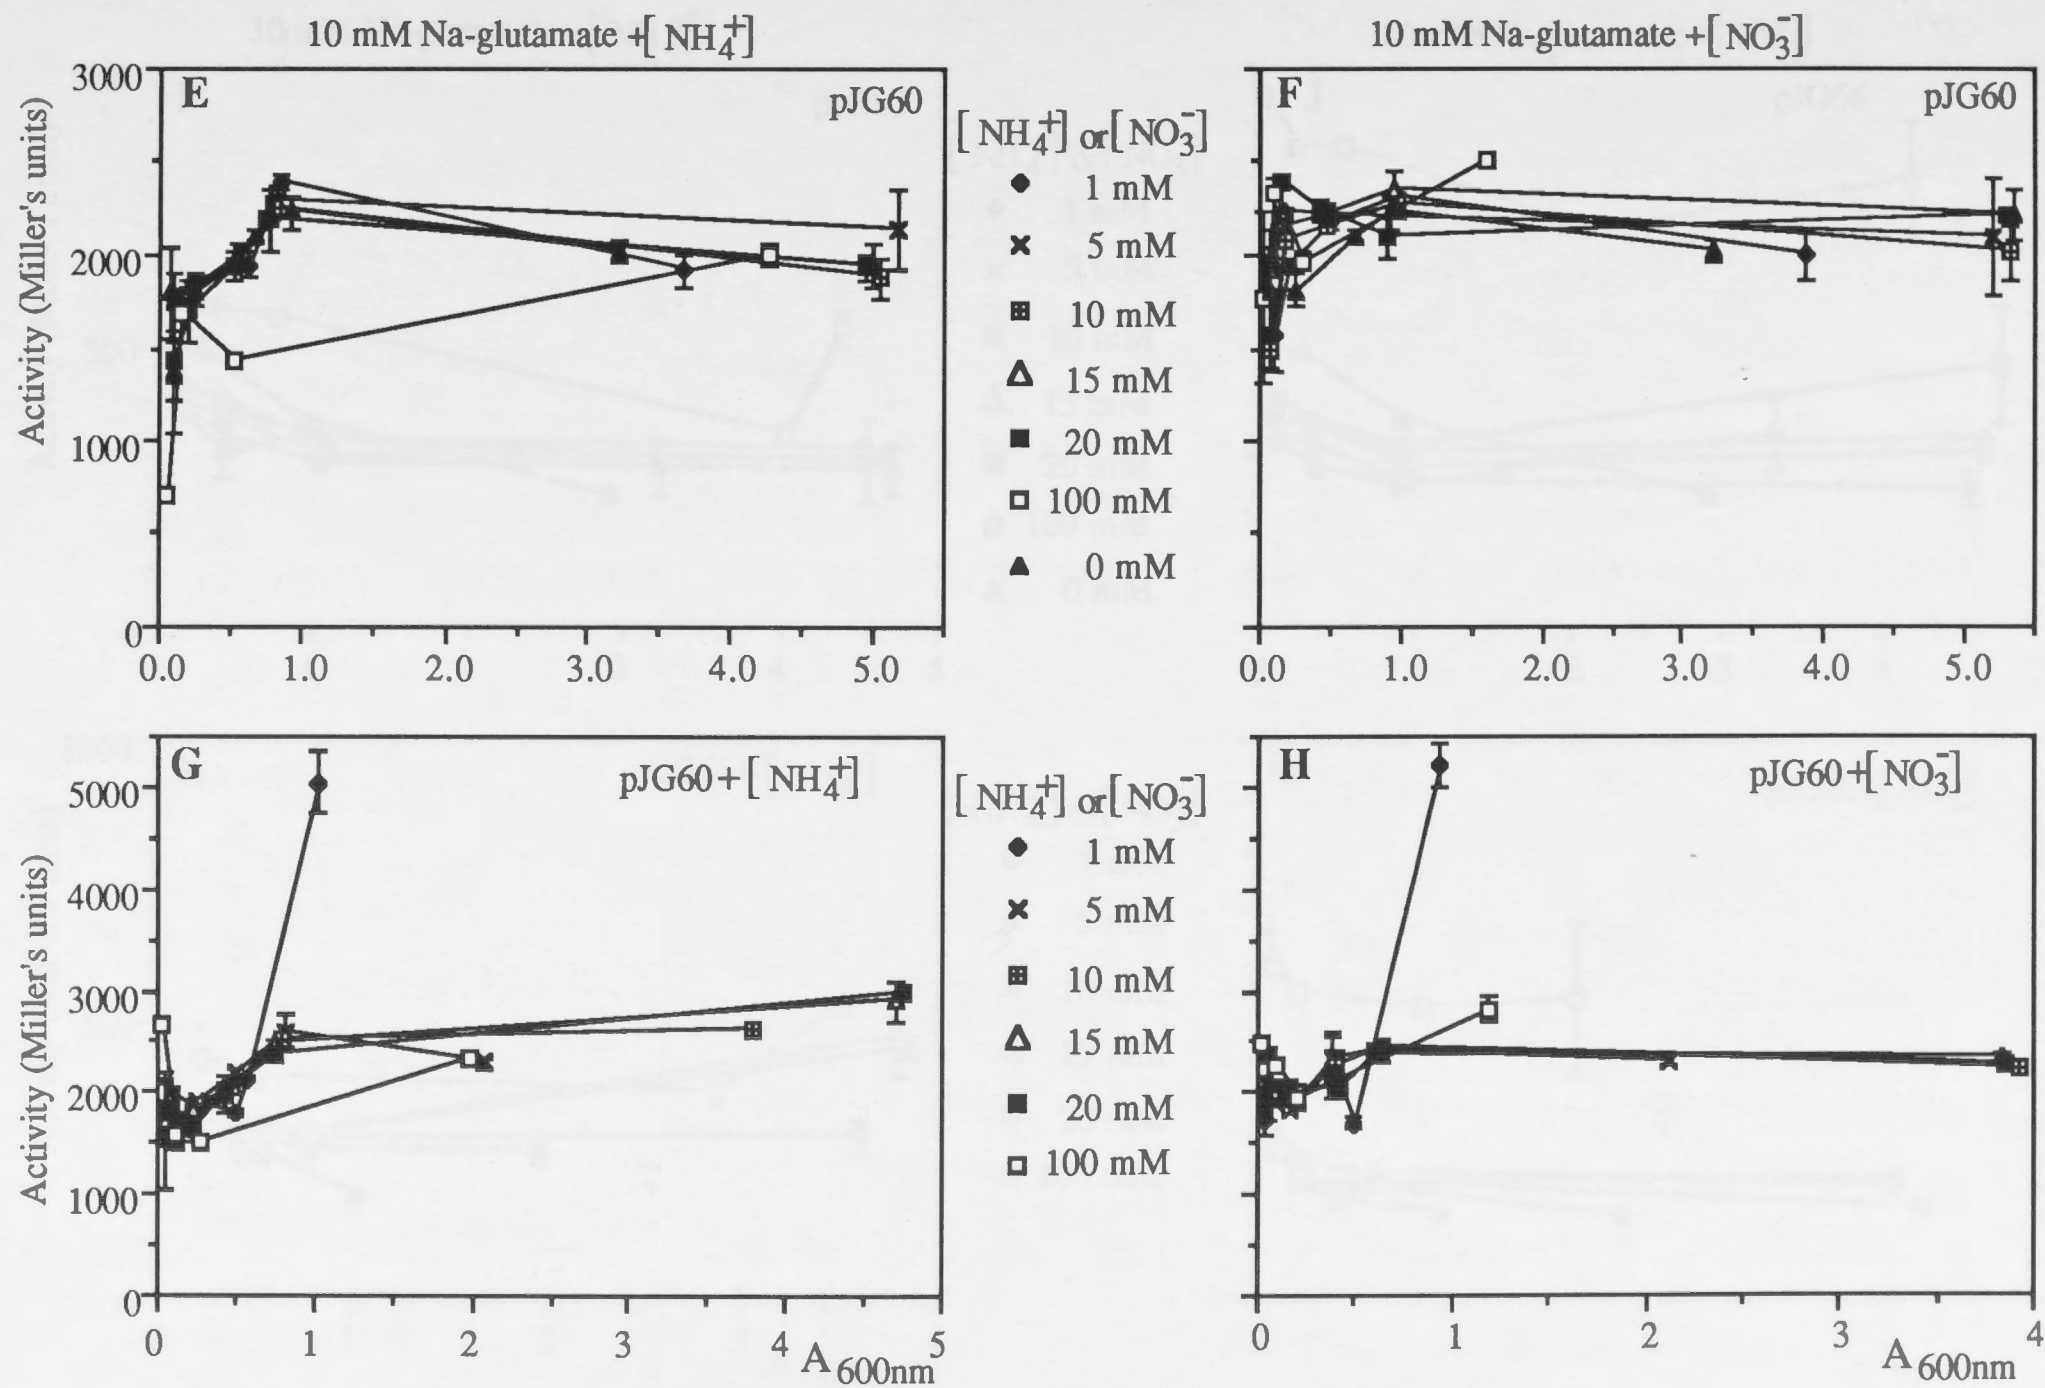 10 mM Na-glutamate +[ NH₄⁺]
10 mM Na-glutamate +[ NO₃⁻]
E
pJG60
3000
2000
1000
0
Activity (Miller's units)
0.0 1.0 2.0 3.0 4.0 5.0
[ NH₄⁺] or [ NO₃⁻]
1 mM
5 mM
10 mM
15 mM
20 mM
100 mM
0 mM
F
pJG60
0.0 1.0 2.0 3.0 4.0 5.0
G
pJG60+[ NH₄⁺]
5000
4000
3000
2000
1000
0
Activity (Miller's units)
0 1 2 3 4 5
A 600nm
[ NH₄⁺] or [ NO₃⁻]
1 mM
5 mM
10 mM
15 mM
20 mM
100 mM
H
pJG60+[ NO₃⁻]
0 1 2 3 4
A 600nm